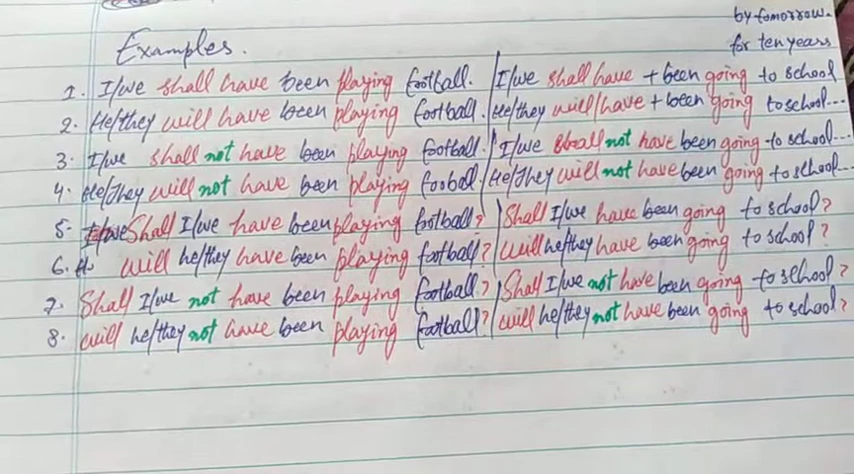 by tomorrow.
for ten years
Examples.
1. I/we shall have been playing football. I/we shall have + been going to school
2. He/they will have been playing football. He/they will/have + been going to school...
3. I/we shall not have been playing football. I/we shall not have been going to school...
4. He/They will not have been playing fooboll. He/They will not have been going to school...
5. Shall I/we have been playing football? Shall I/we have been going to school?
6. will he/they have been playing football? Will he/they have been going to school?
7. Shall I/we not have been playing football? Shall I/we not have been going to school?
8. will he/they not have been playing football? will he/they not have been going to school?